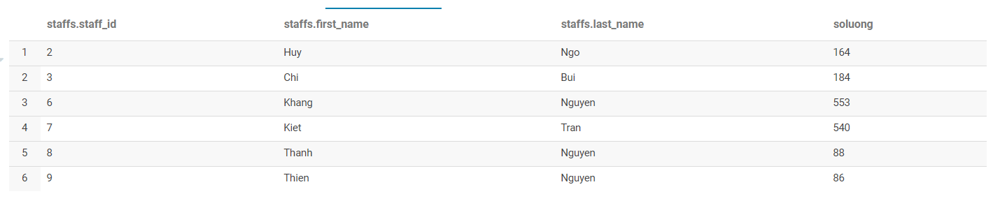 staffs.staff_id staffs.first_name staffs.last_name soluong
1 2 Huy Ngo 164
2 3 Chi Bui 184
3 6 Khang Nguyen 553
4 7 Kiet Tran 540
5 8 Thanh Nguyen 88
6 9 Thien Nguyen 86